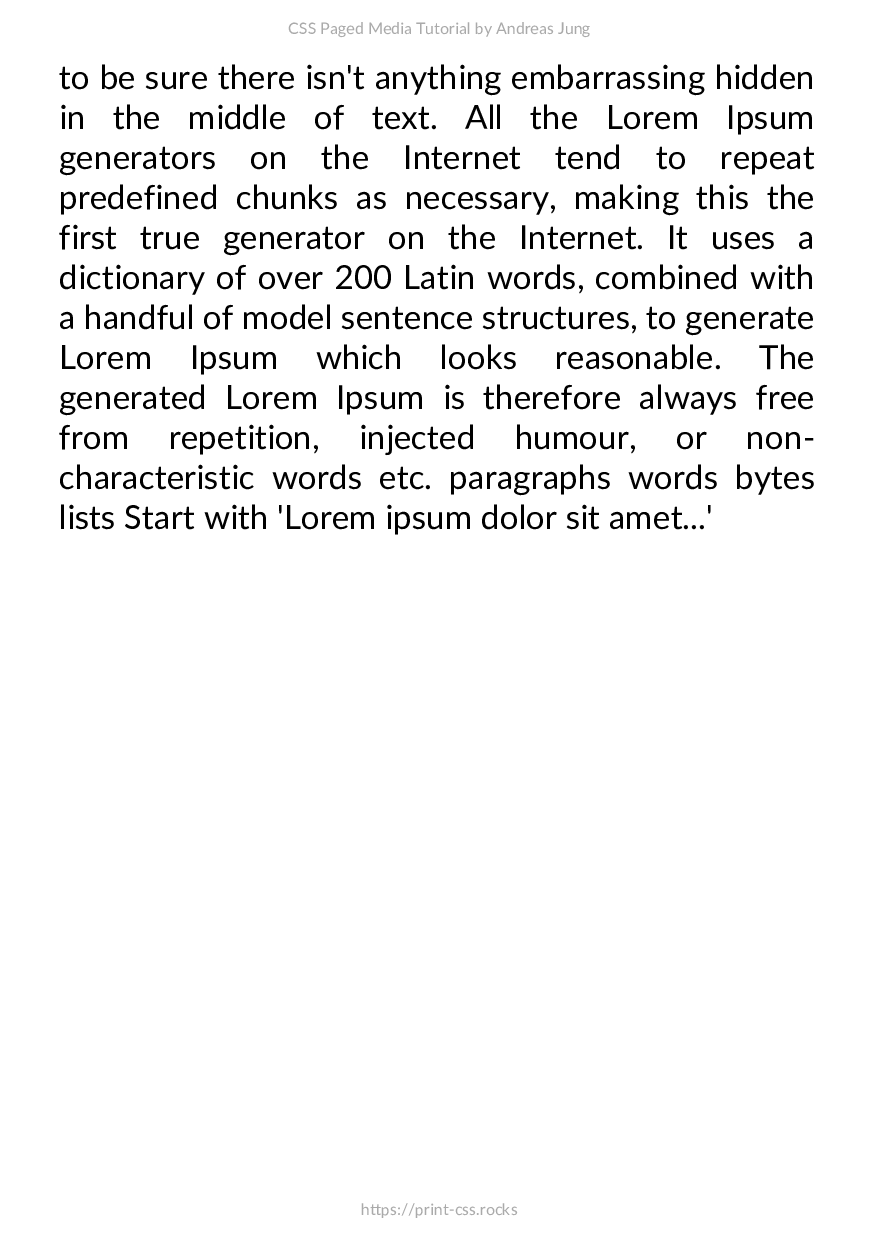 CSS Paged Media Tutorial by Andreas Jung
to be sure there isn't anything embarrassing hidden
in the middle of text. All the Lorem Ipsum
generators on the Internet tend to repeat
predefined chunks as necessary, making this the
first true generator on the Internet. It uses a
dictionary of over 200 Latin words, combined with
a handful of model sentence structures, to generate
Lorem Ipsum which looks reasonable. The
generated Lorem Ipsum is therefore always free
from repetition, injected humour, or non-
characteristic words etc. paragraphs words bytes
lists Start with 'Lorem ipsum dolor sit amet...'
https://print-css.rocks